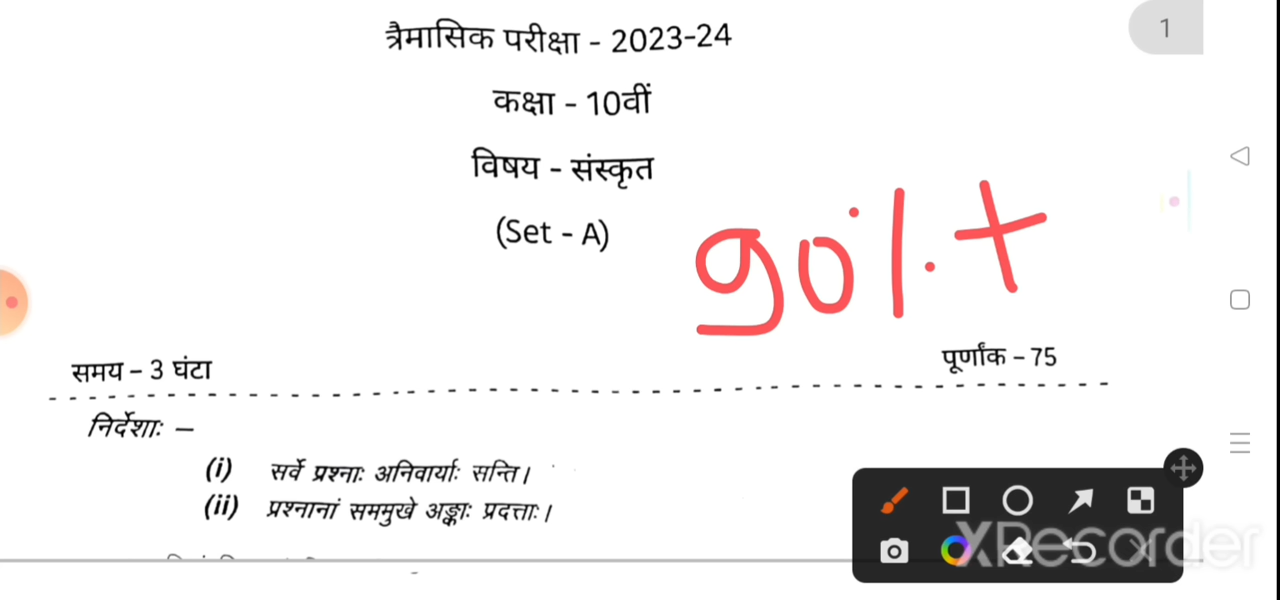 1
त्रैमासिक परीक्षा - 2023-24
कक्षा - 10वीं
विषय - संस्कृत
(Set - A)
90%+
समय – 3 घंटा
पूर्णांक – 75
निर्देशाः –
(i) सर्वे प्रश्नाः अनिवार्याः सन्ति।
(ii) प्रश्नानां सममुखे अङ्काः प्रदत्ताः।
XRecorder